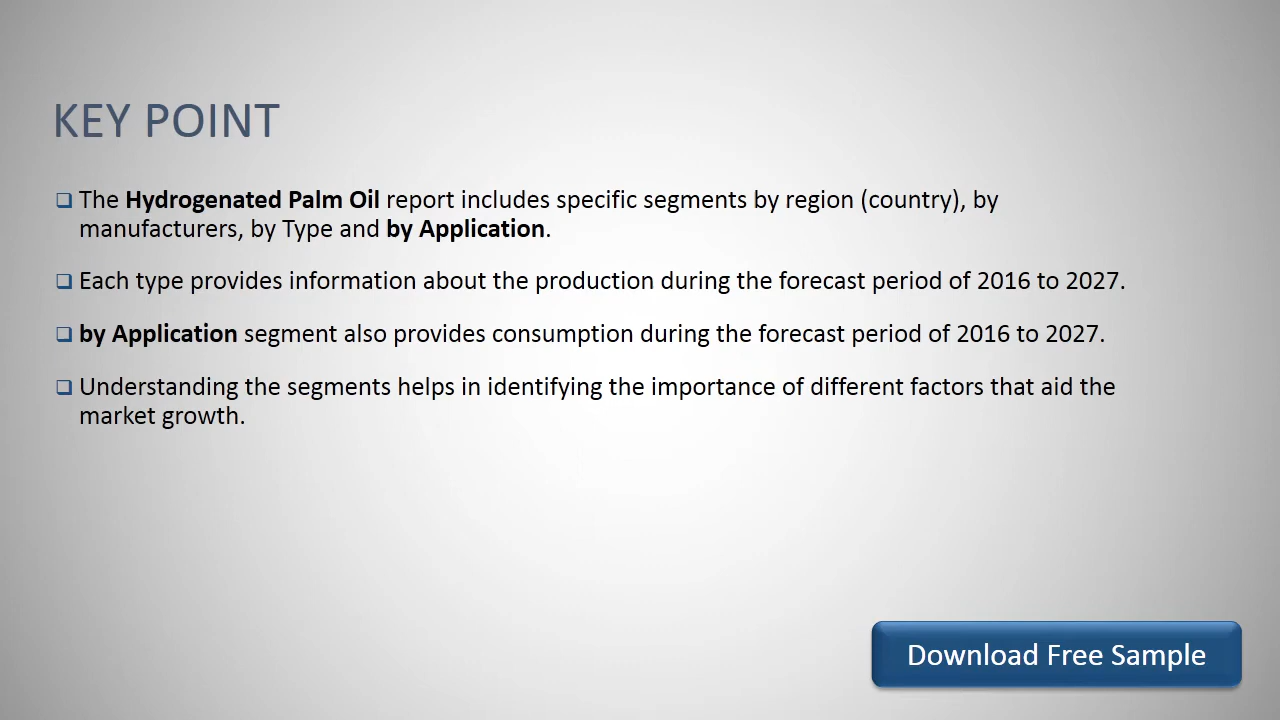 KEY POINT
❑ The Hydrogenated Palm Oil report includes specific segments by region (country), by
manufacturers, by Type and by Application.
❑ Each type provides information about the production during the forecast period of 2016 to 2027.
❑ by Application segment also provides consumption during the forecast period of 2016 to 2027.
❑ Understanding the segments helps in identifying the importance of different factors that aid the
market growth.
Download Free Sample